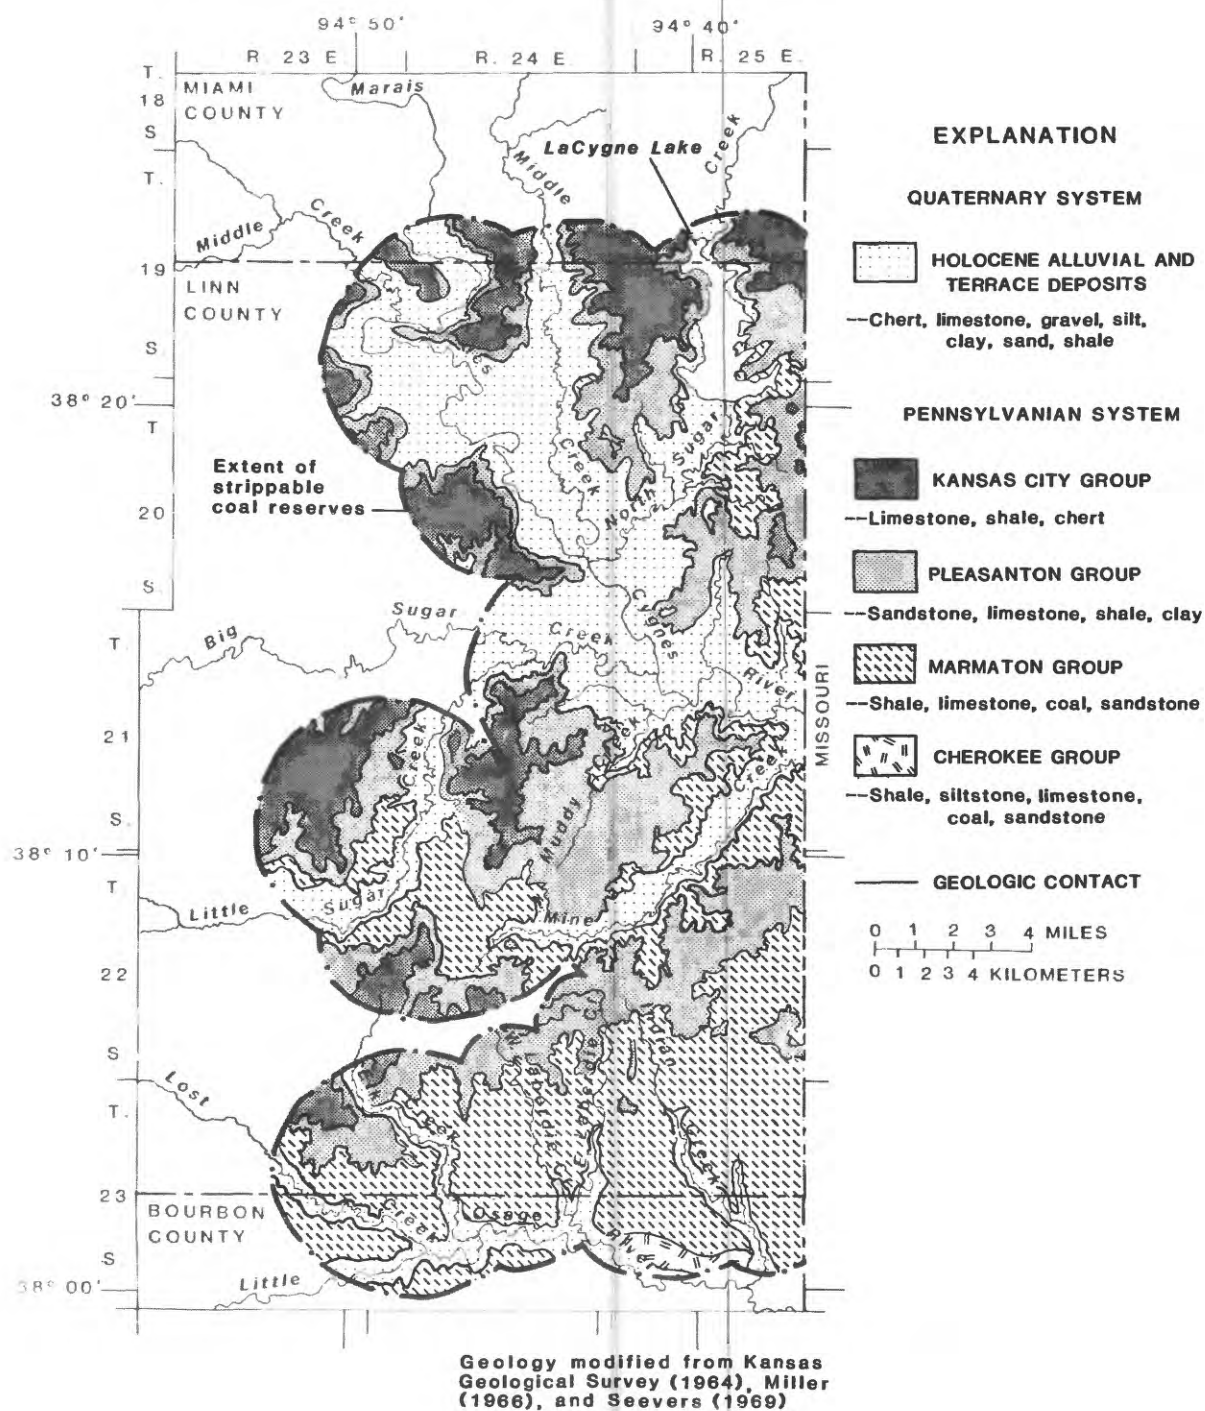 94° 50'
94° 40'
R. 23 E
R. 24 E
R. 25 E.
T.
18
S
T.
19
S
T
20
S.
T.
21
S.
T
22
S
T.
23
S
MIAMI
COUNTY
Marais
Middle
LaCygne Lake
Creek
Middle
Creek
LINN
COUNTY
38° 20'
Creek
North
Sugar
Extent of
strippable
coal reserves
Big
Sugar
Creek
Cygnes
River
MISSOURI
Creek
Creek
Muddy
Creek
38° 10'
Little
Sugar
Mine
Lost
Creek
Labette
Creek
BOURBON
COUNTY
Creek
Osage
River
38° 00'
Little
EXPLANATION
QUATERNARY SYSTEM
HOLOCENE ALLUVIAL AND
TERRACE DEPOSITS
--Chert, limestone, gravel, silt,
clay, sand, shale
PENNSYLVANIAN SYSTEM
KANSAS CITY GROUP
--Limestone, shale, chert
PLEASANTON GROUP
--Sandstone, limestone, shale, clay
MARMATON GROUP
--Shale, limestone, coal, sandstone
CHEROKEE GROUP
--Shale, siltstone, limestone,
coal, sandstone
GEOLOGIC CONTACT
0 1 2 3 4 MILES
0 1 2 3 4 KILOMETERS
Geology modified from Kansas
Geological Survey (1964), Miller
(1966), and Seevers (1969)